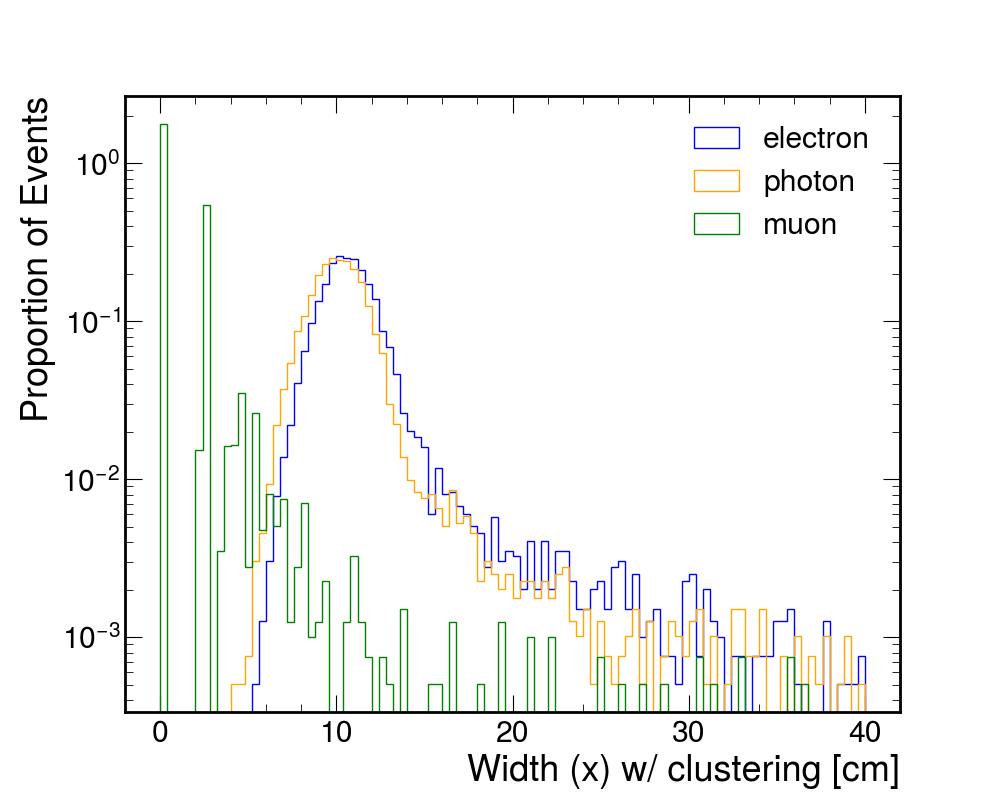 Proportion of Events
10⁰
10⁻¹
10⁻²
10⁻³
electron
photon
muon
0 10 20 30 40
Width (x) w/ clustering [cm]